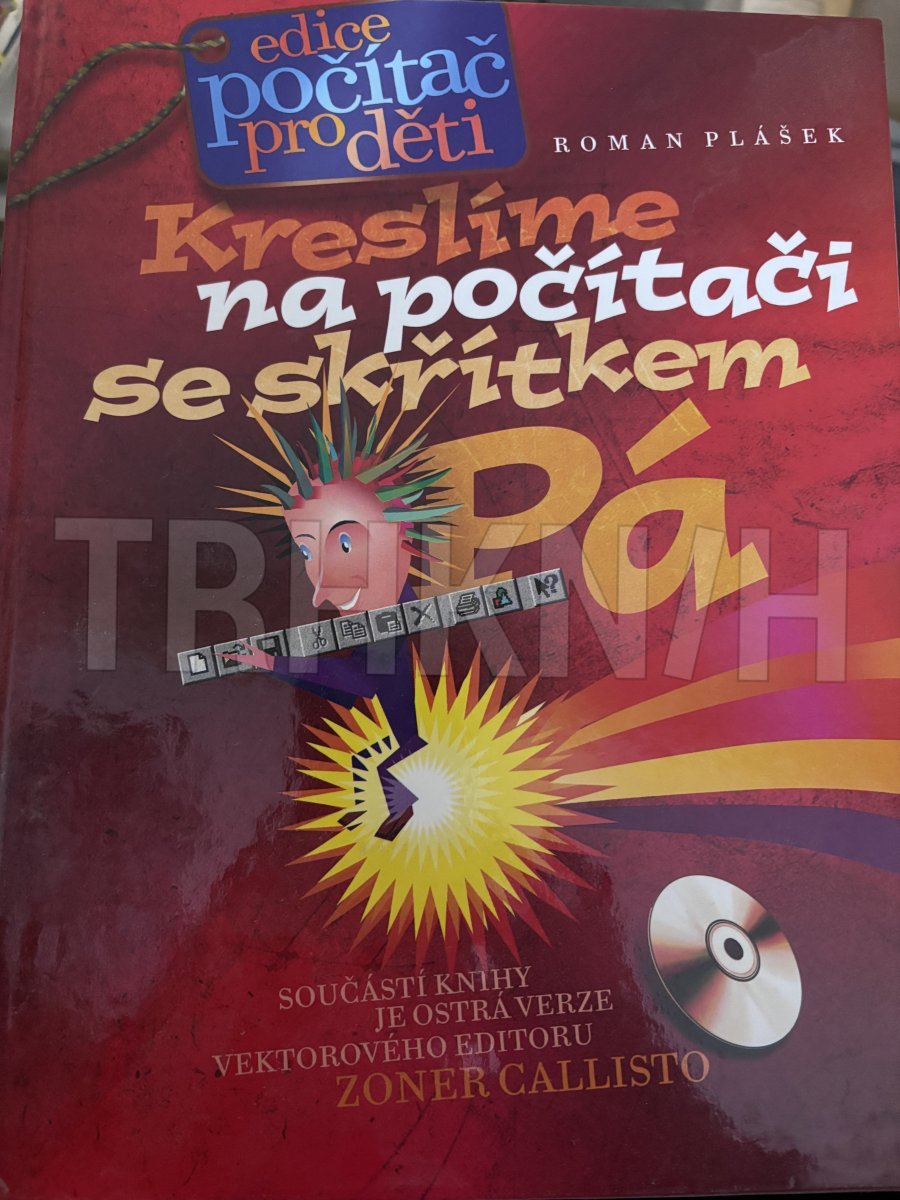 edice
počítač
pro děti
ROMAN PLÁŠEK
Kreslíme
na počítači
se skřítkem
Pá
TRHKNIH
SOUČÁSTÍ KNIHY
JE OSTRÁ VERZE
VEKTOROVÉHO EDITORU
ZONER CALLISTO